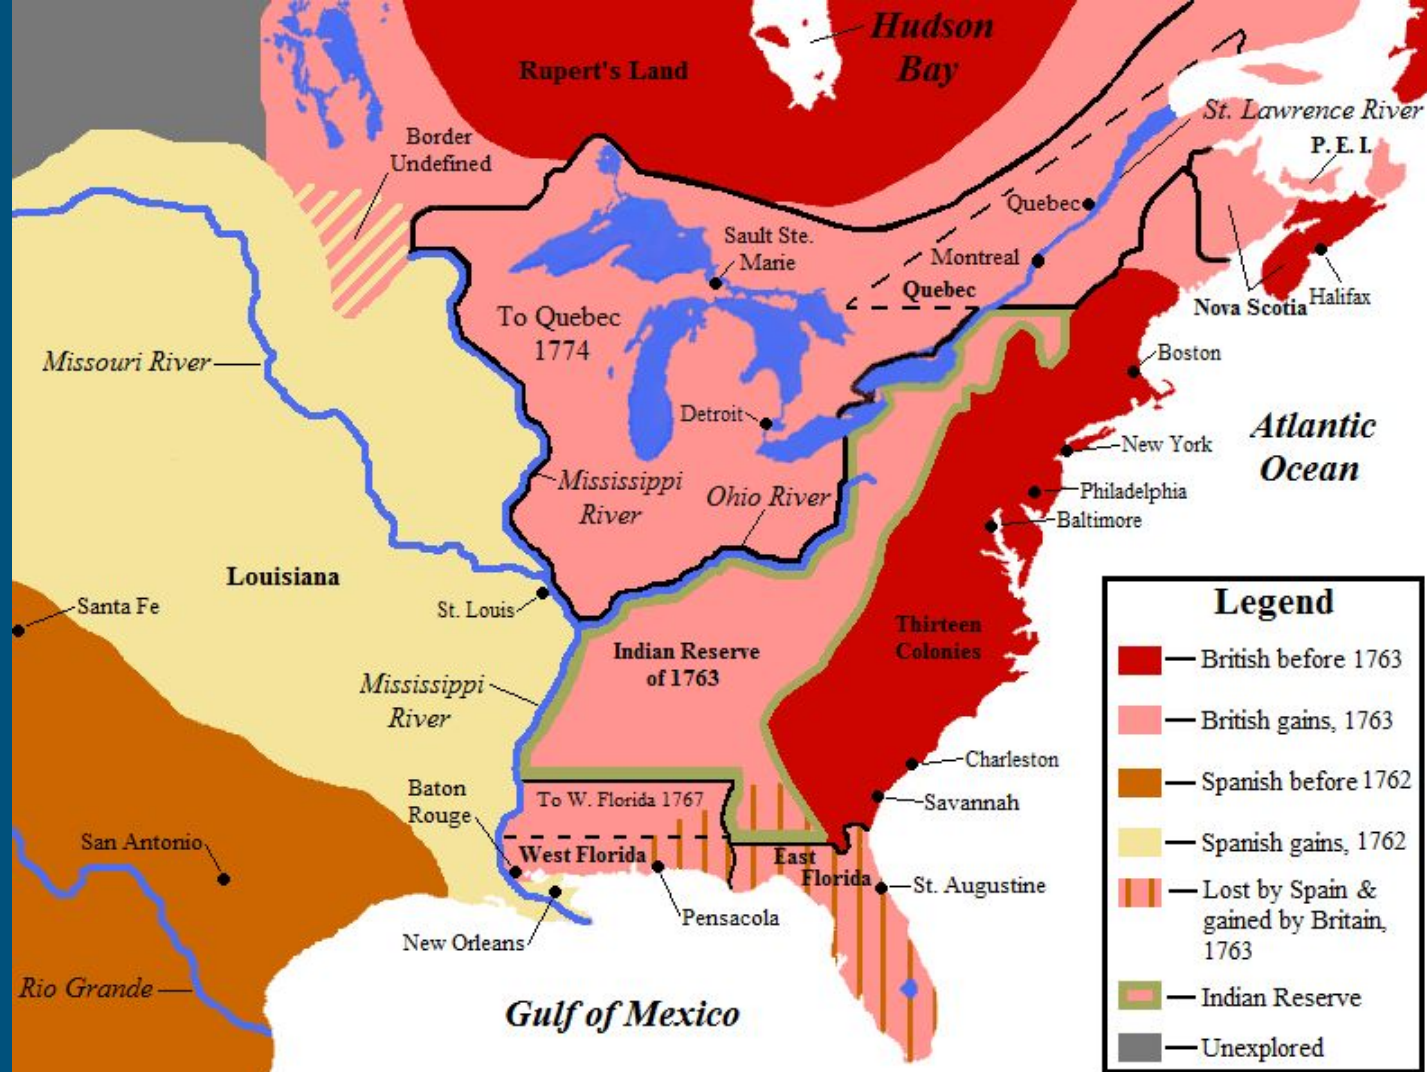 Hudson
Bay
Rupert's Land
St. Lawrence River
Border
Undefined
P. E. I.
Quebec
Sault Ste.
Marie
Montreal
Quebec
Halifax
Nova Scotia
To Quebec
1774
Missouri River
Boston
Detroit
Atlantic
Ocean
New York
Mississippi
River
Ohio River
Philadelphia
Baltimore
Louisiana
St. Louis
Santa Fe
Thirteen
Colonies
Indian Reserve
of 1763
Mississippi
River
Charleston
Baton
Rouge
To W. Florida 1767
Savannah
San Antonio
West Florida
East
Florida
St. Augustine
Pensacola
New Orleans
Rio Grande
Gulf of Mexico
Legend
British before 1763
British gains, 1763
Spanish before 1762
Spanish gains, 1762
Lost by Spain &
gained by Britain,
1763
Indian Reserve
Unexplored